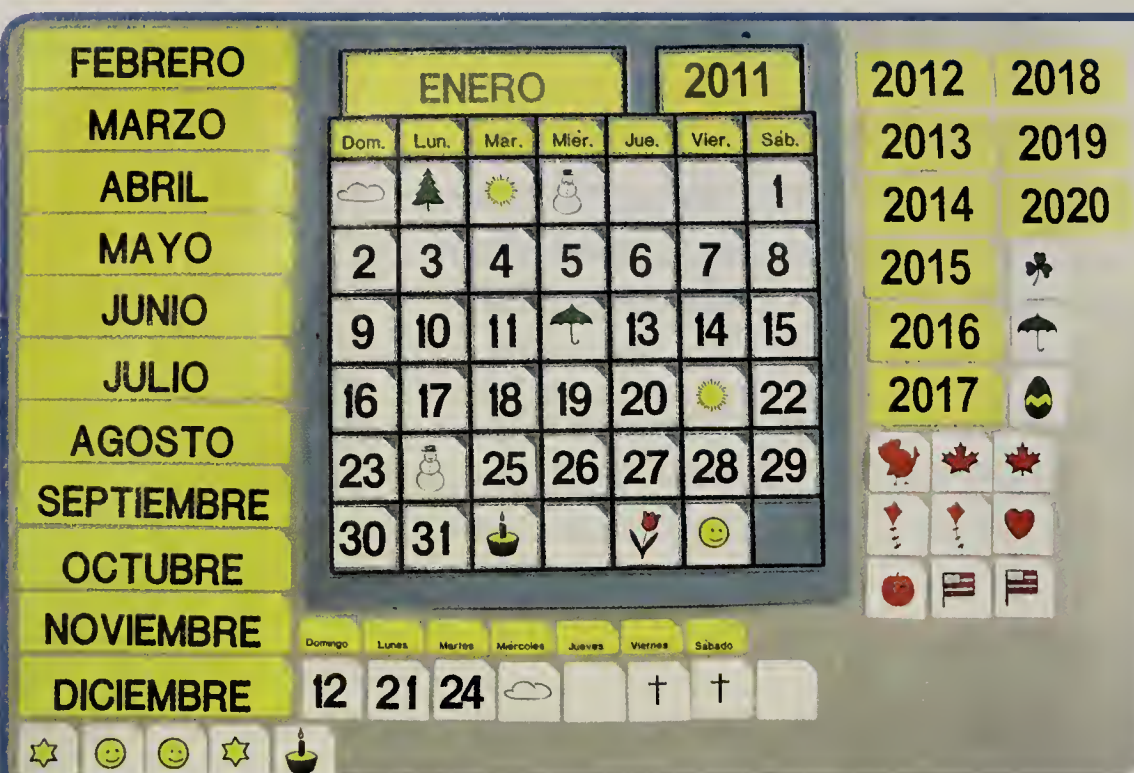 FEBRERO
MARZO
ABRIL
MAYO
JUNIO
JULIO
AGOSTO
SEPTIEMBRE
OCTUBRE
NOVIEMBRE
DICIEMBRE
ENERO 2011
Dom. Lun. Mar. Miér. Jue. Vier. Sáb.
1
2 3 4 5 6 7 8
9 10 11 13 14 15
16 17 18 19 20 22
23 25 26 27 28 29
30 31
Domingo Lunes Martes Miércoles Jueves Viernes Sábado
12 21 24
2012 2018
2013 2019
2014 2020
2015
2016
2017